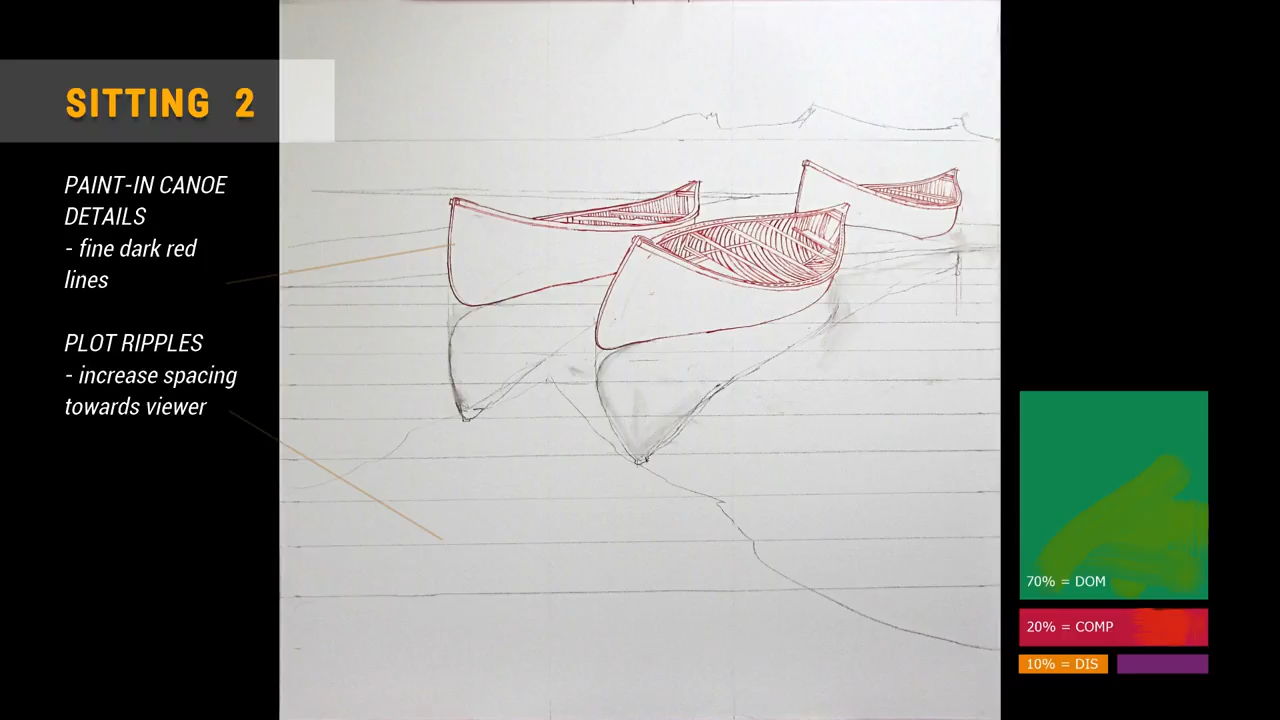 SITTING 2
PAINT-IN CANOE
DETAILS
- fine dark red
lines
PLOT RIPPLES
- increase spacing
towards viewer
70% = DOM
20% = COMP
10% = DIS